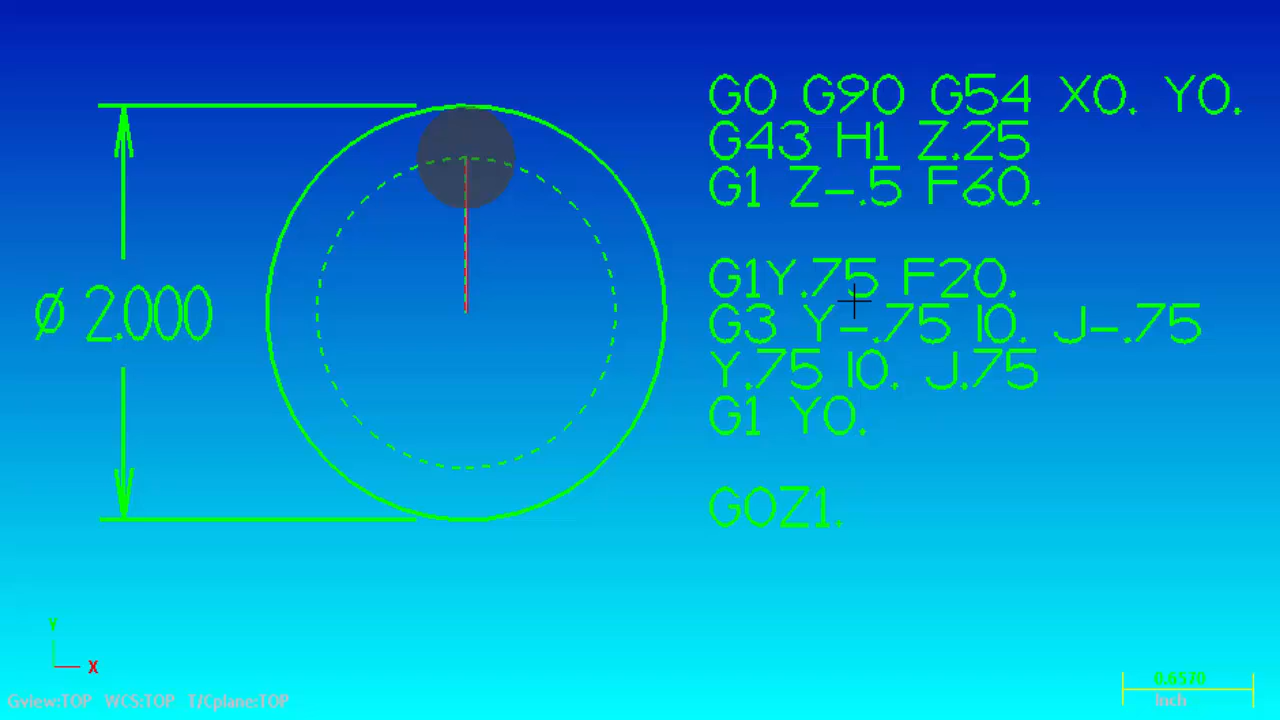 G0 G90 G54 X0. Y0.
G43 H1 Z.25
G1 Z-.5 F60.
G1Y.75 F20.
G3 Y-.75 I0. J-.75
Y.75 I0. J.75
G1 Y0.
G0Z1.
Ø 2.000
Y
X
Gview:TOP WCS:TOP T/Cplane:TOP
0.6570
Inch